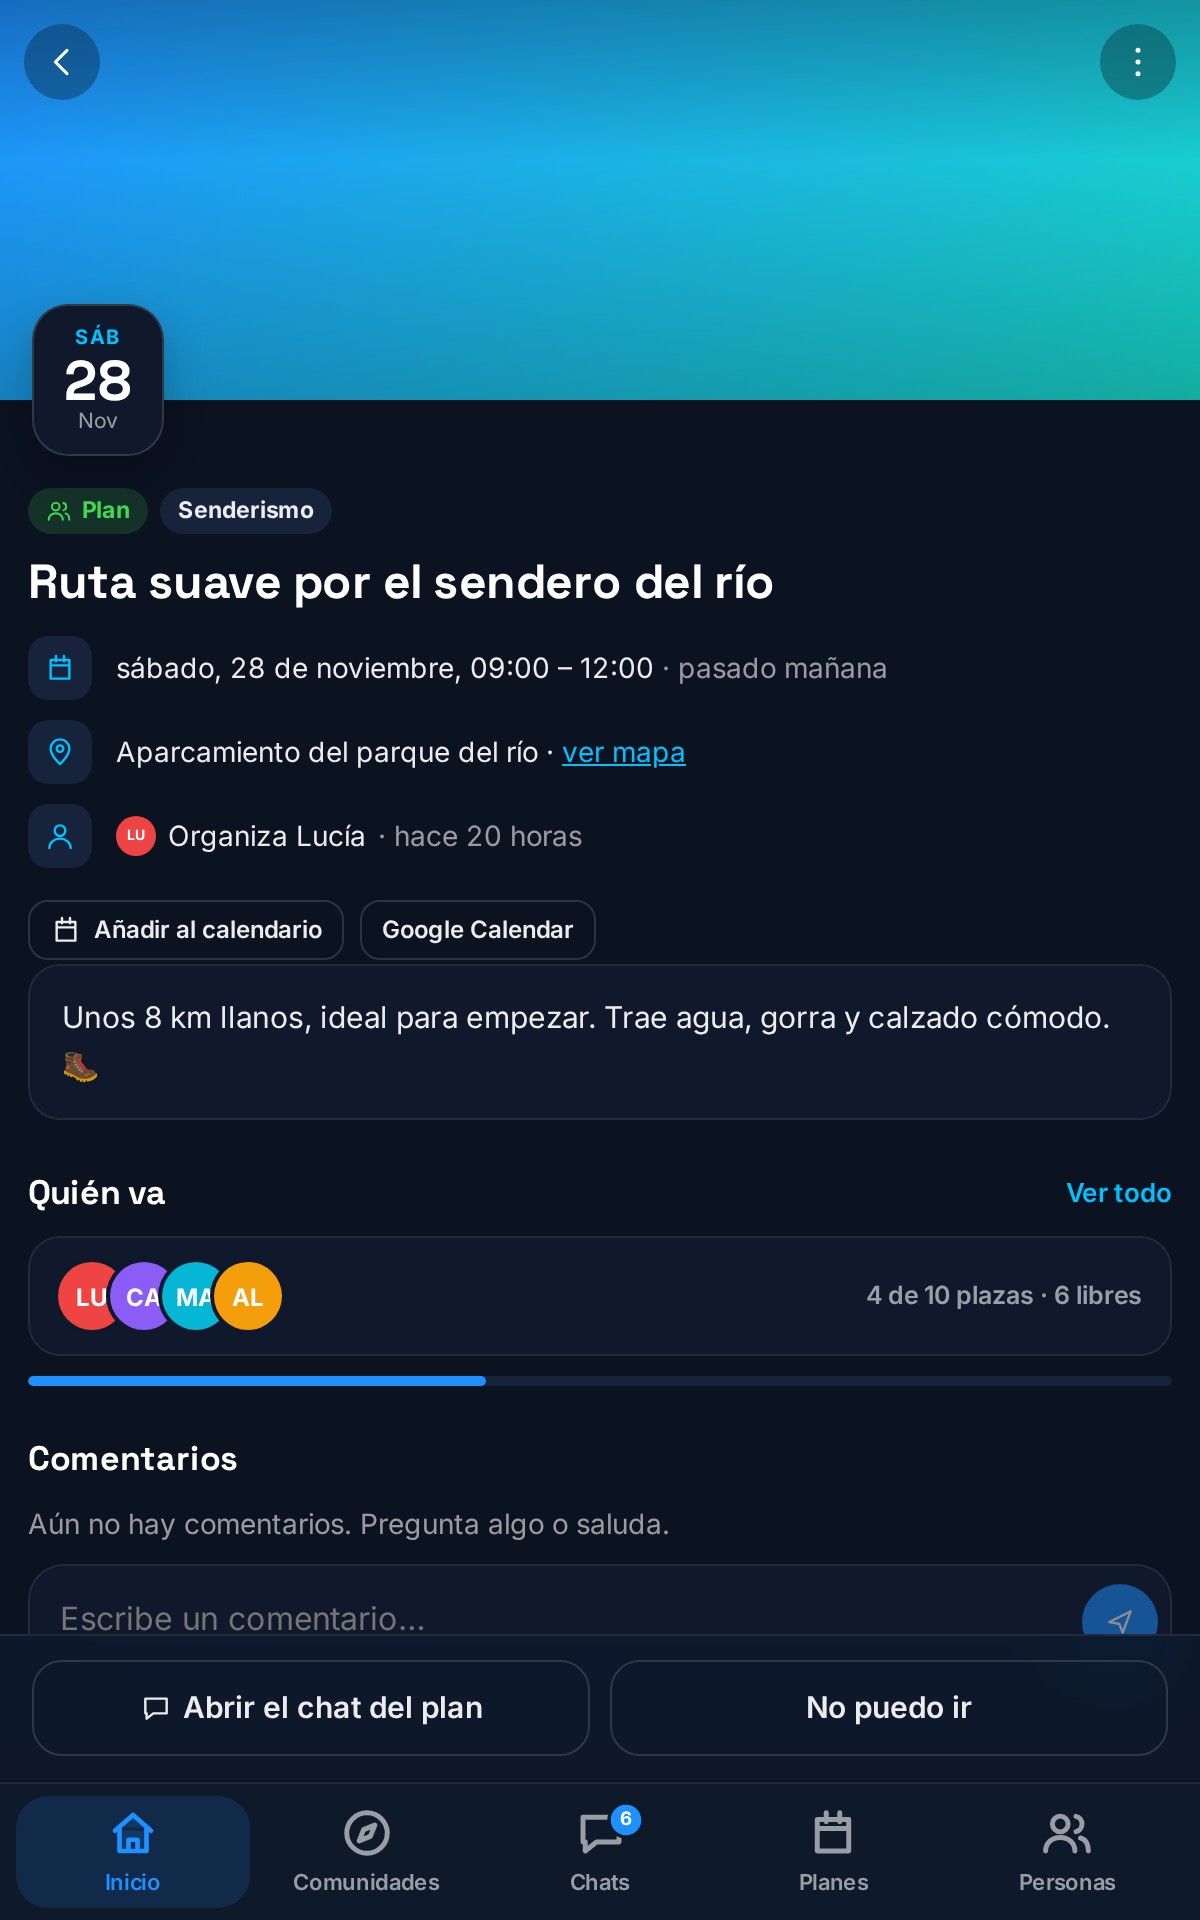 SÁB
28
Nov
Plan
Senderismo
Ruta suave por el sendero del río
sábado, 28 de noviembre, 09:00 – 12:00 · pasado mañana
Aparcamiento del parque del río · ver mapa
LU Organiza Lucía · hace 20 horas
Añadir al calendario
Google Calendar
Unos 8 km llanos, ideal para empezar. Trae agua, gorra y calzado cómodo.
🥾
Quién va
Ver todo
LU CA MA AL
4 de 10 plazas · 6 libres
Comentarios
Aún no hay comentarios. Pregunta algo o saluda.
Escribe un comentario...
Abrir el chat del plan
No puedo ir
6
Inicio
Comunidades
Chats
Planes
Personas